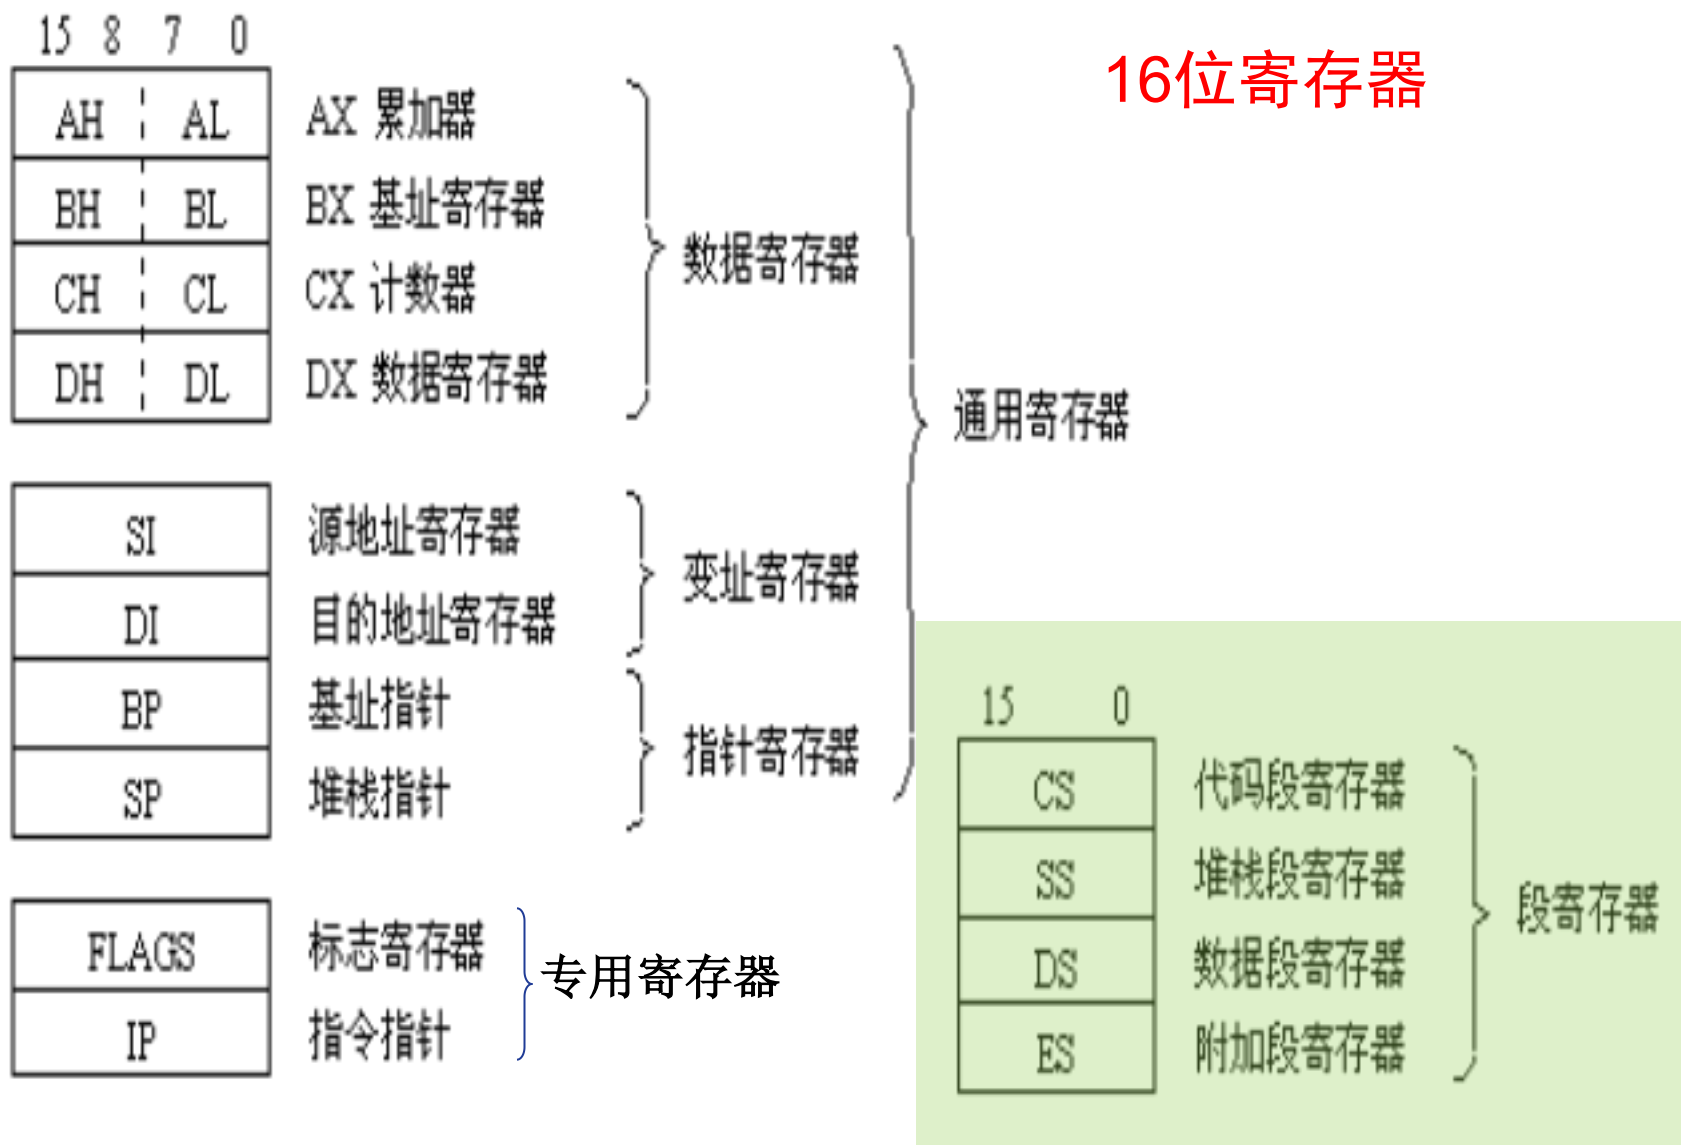 16位寄存器
15 8 7 0
AH AL AX 累加器
BH BL BX 基址寄存器
数据寄存器
CH CL CX 计数器
DH DL DX 数据寄存器
通用寄存器
SI 源地址寄存器
变址寄存器
DI 目的地址寄存器
BP 基址指针
指针寄存器
SP 堆栈指针
FLAGS 标志寄存器
专用寄存器
IP 指令指针
15 0
CS 代码段寄存器
SS 堆栈段寄存器
段寄存器
DS 数据段寄存器
ES 附加段寄存器